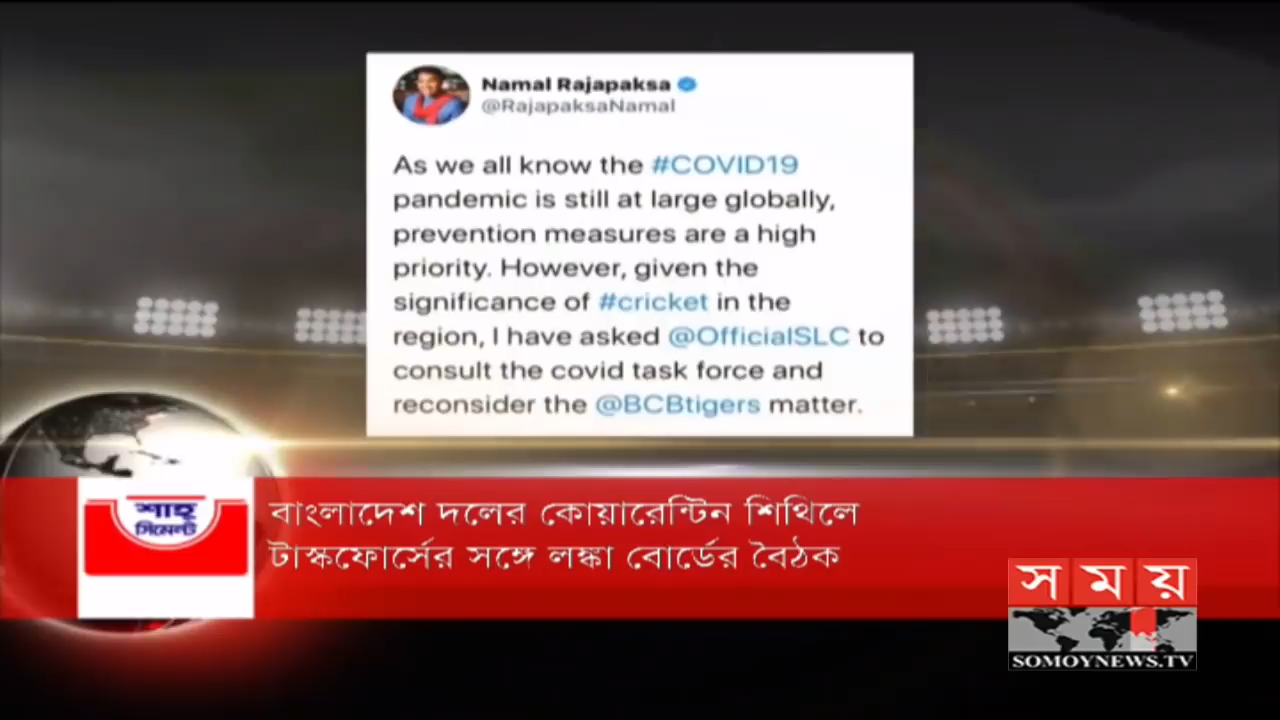 Namal Rajapaksa
@RajapaksaNamal
As we all know the #COVID19
pandemic is still at large globally,
prevention measures are a high
priority. However, given the
significance of #cricket in the
region, I have asked @OfficialSLC to
consult the covid task force and
reconsider the @BCBtigers matter.
শাহ্
সিমেন্ট
বাংলাদেশ দলের কোয়ারেন্টিন শিথিলে
টাস্কফোর্সের সঙ্গে লঙ্কা বোর্ডের বৈঠক
সময়
SOMOYNEWS.TV